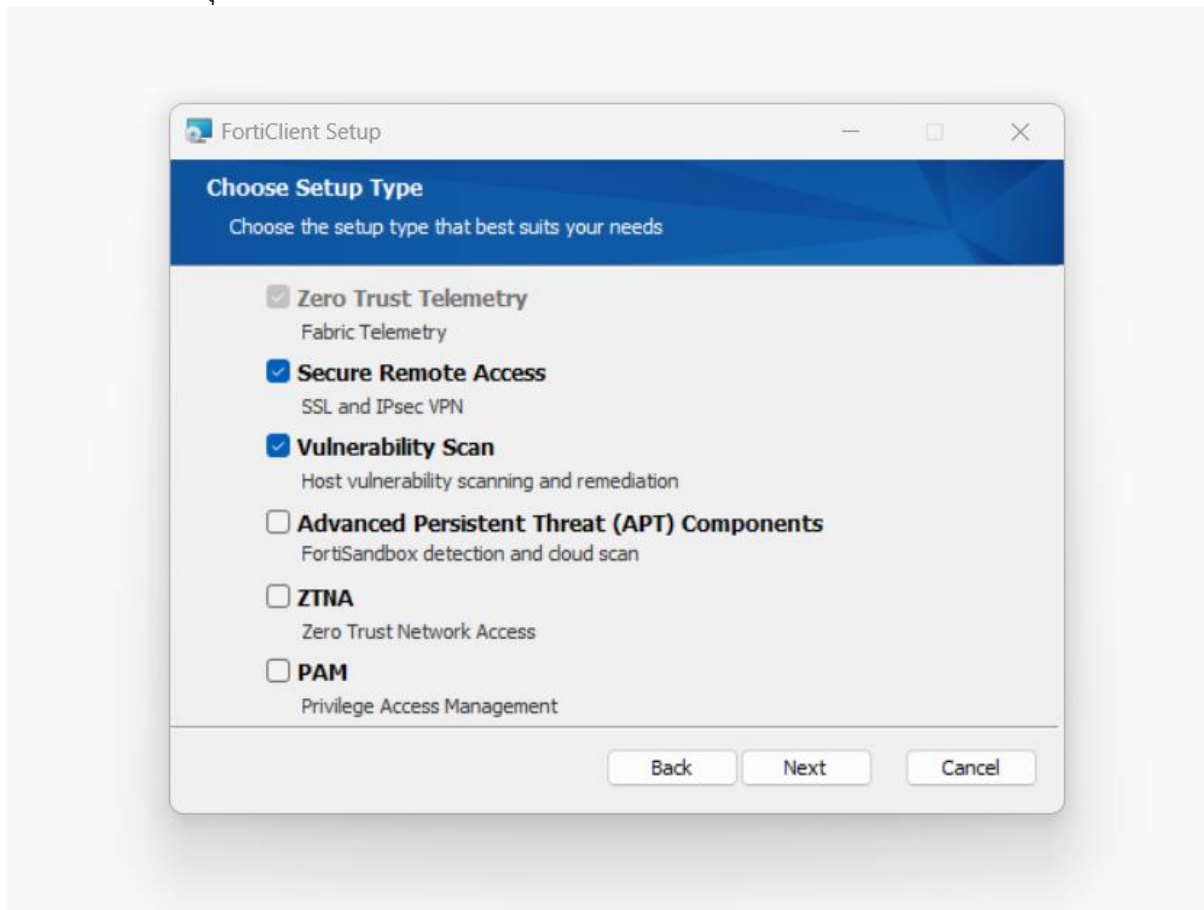 FortiClient Setup
Choose Setup Type
Choose the setup type that best suits your needs
Zero Trust Telemetry
Fabric Telemetry
Secure Remote Access
SSL and IPsec VPN
Vulnerability Scan
Host vulnerability scanning and remediation
Advanced Persistent Threat (APT) Components
FortiSandbox detection and cloud scan
ZTNA
Zero Trust Network Access
PAM
Privilege Access Management
Back Next Cancel